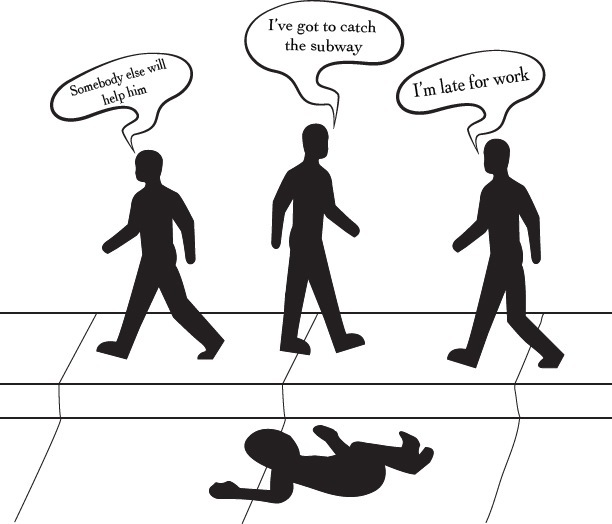 Somebody else will
help him
I've got to catch
the subway
I'm late for work